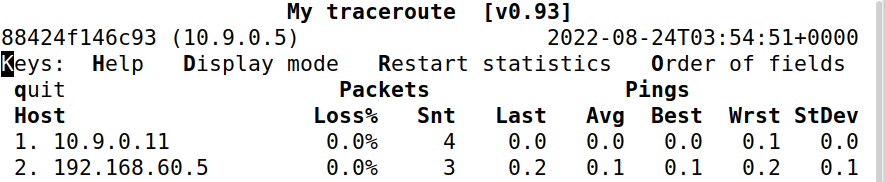 My traceroute [v0.93]
88424f146c93 (10.9.0.5) 2022-08-24T03:54:51+0000
Keys: Help Display mode Restart statistics Order of fields
quit Packets Pings
Host Loss% Snt Last Avg Best Wrst StDev
1. 10.9.0.11 0.0% 4 0.0 0.0 0.0 0.1 0.0
2. 192.168.60.5 0.0% 3 0.2 0.1 0.1 0.2 0.1